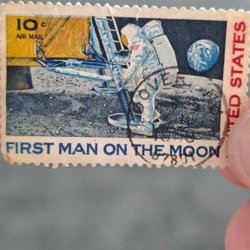 10c
AIR MAIL
UNITED STATES
FIRST MAN ON THE MOON